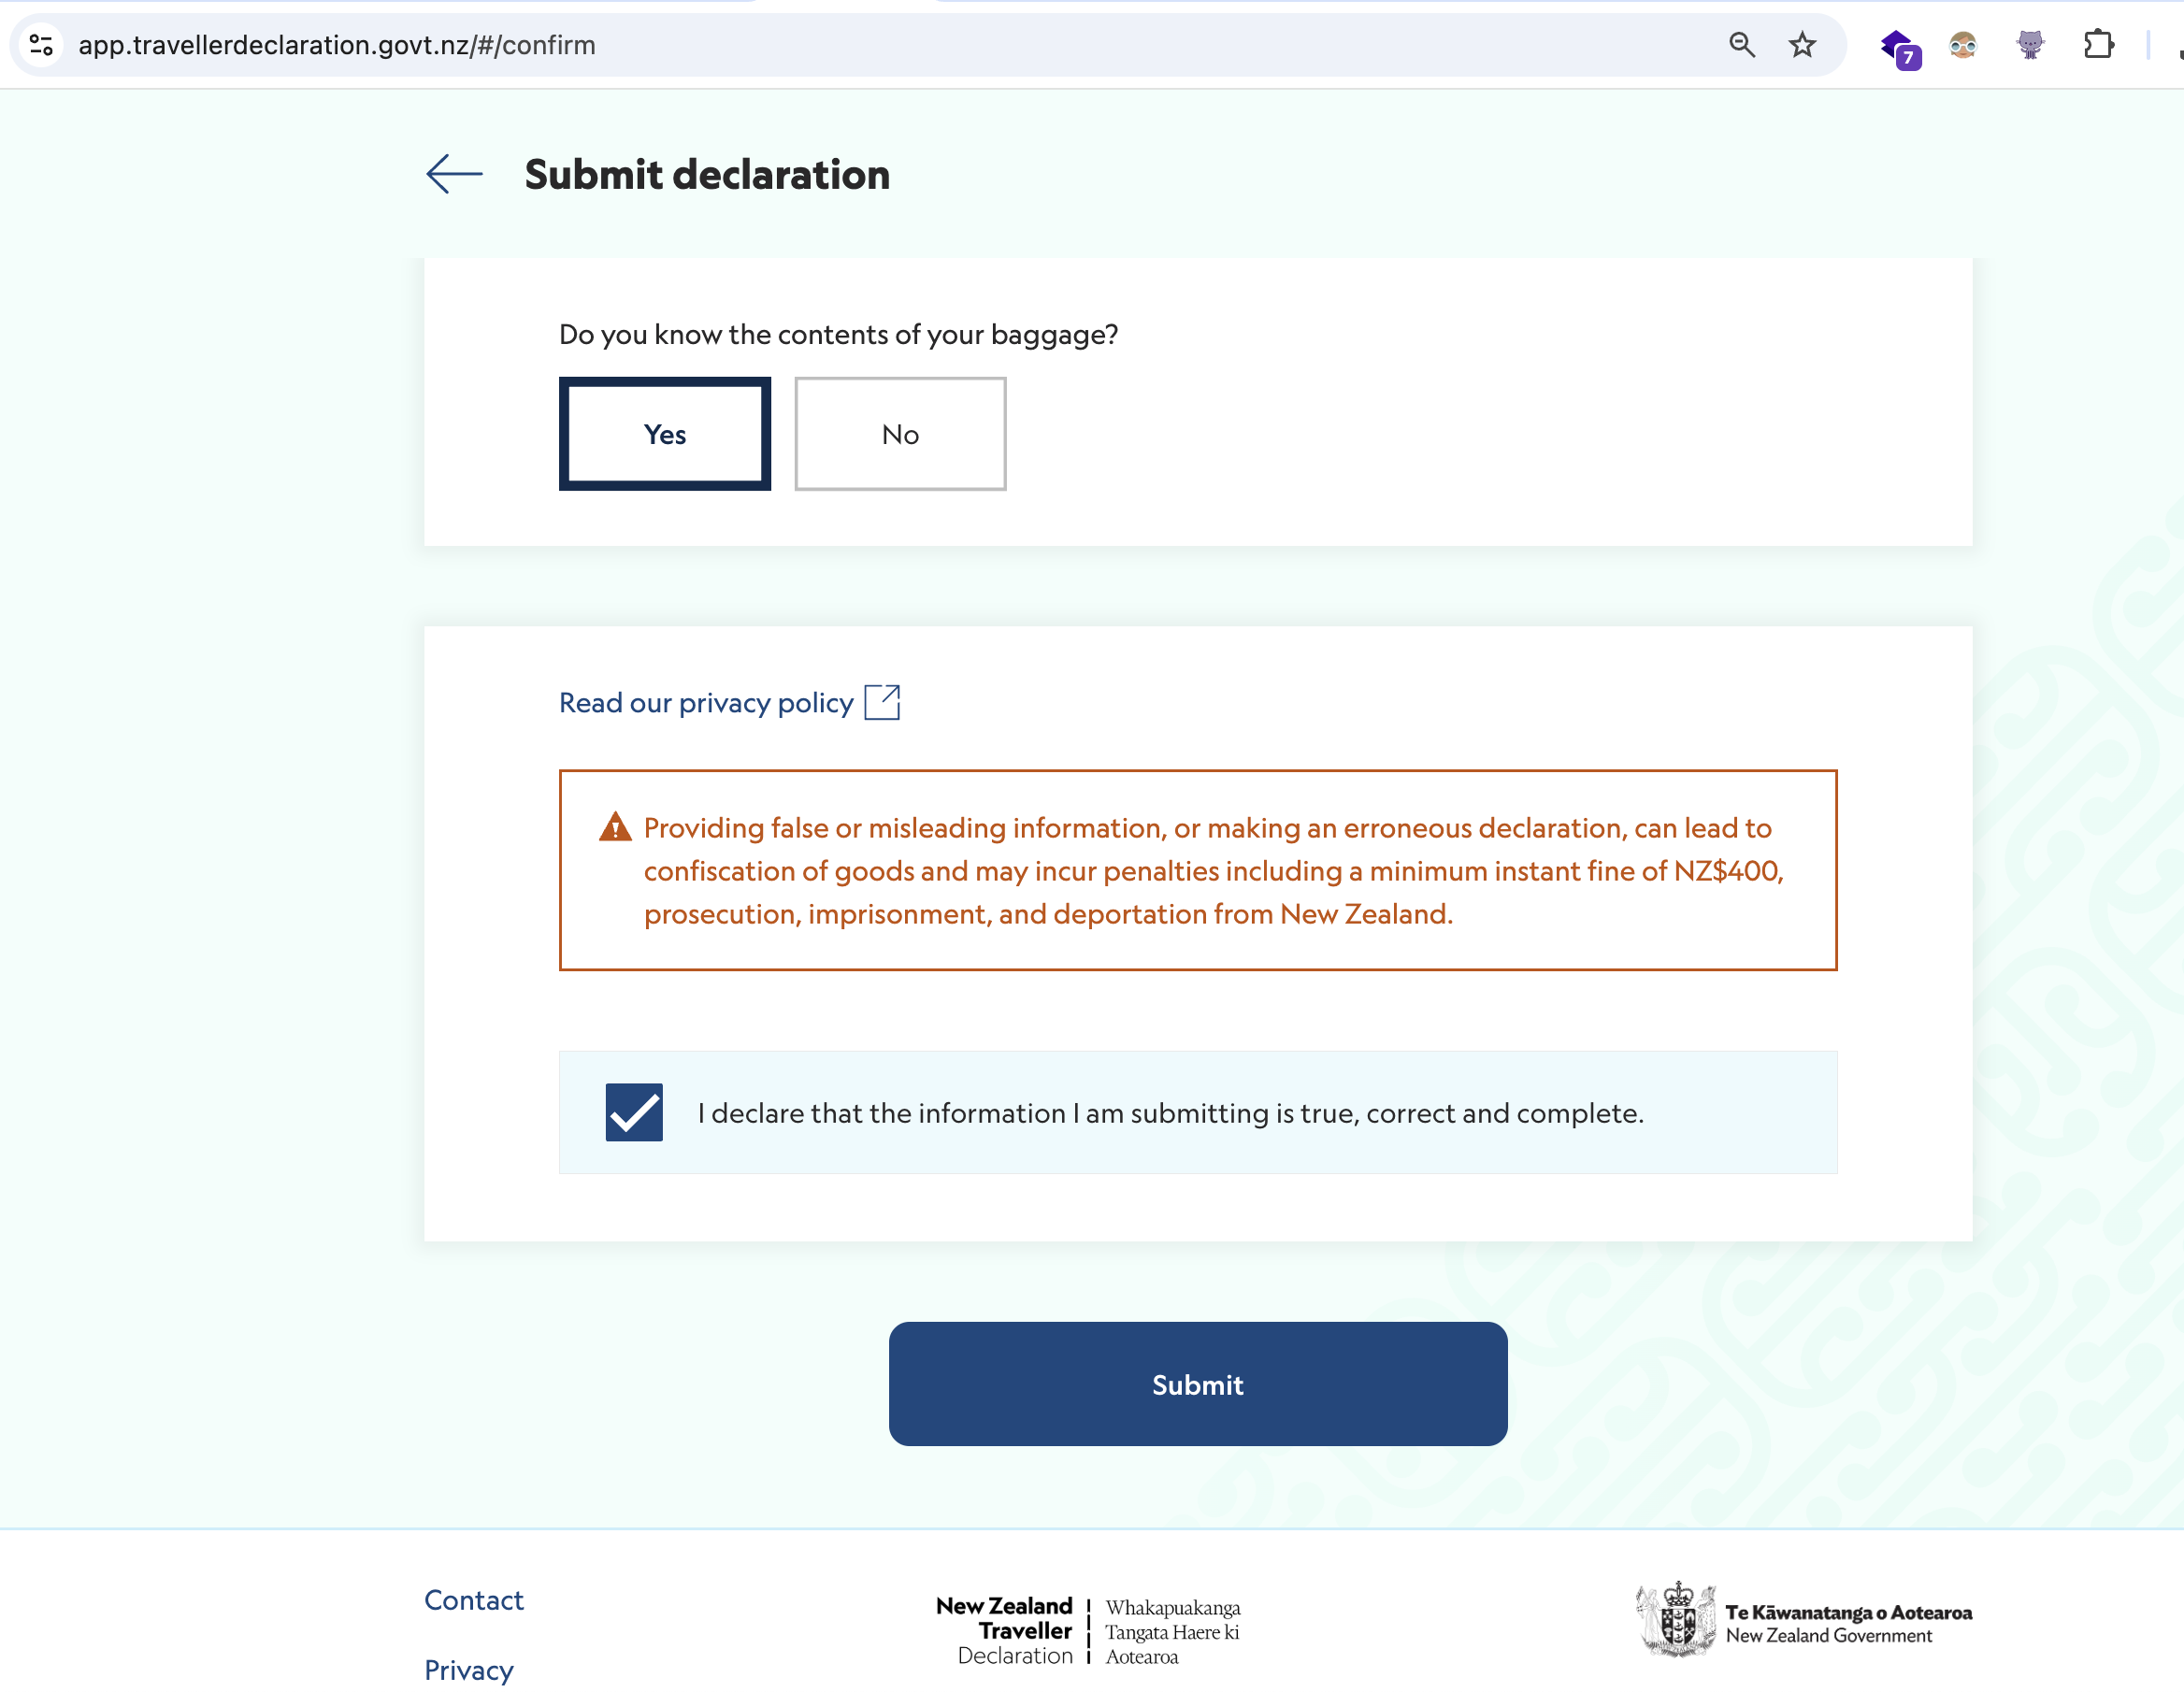 app.travellerdeclaration.govt.nz/#/confirm
7
Submit declaration
Do you know the contents of your baggage?
Yes
No
Read our privacy policy
Providing false or misleading information, or making an erroneous declaration, can lead to
confiscation of goods and may incur penalties including a minimum instant fine of NZ$400,
prosecution, imprisonment, and deportation from New Zealand.
I declare that the information I am submitting is true, correct and complete.
Submit
Contact
Privacy
New Zealand
Traveller
Declaration
Whakapuakanga
Tangata Haere ki
Aotearoa
Te Kāwanatanga o Aotearoa
New Zealand Government